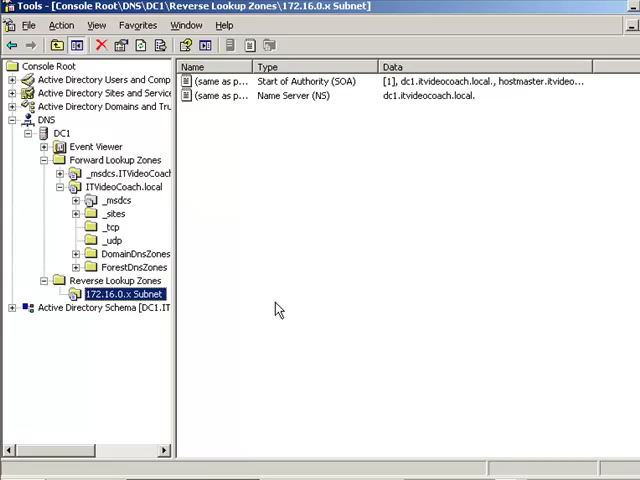 Tools - [Console Root\DNS\DC1\Reverse Lookup Zones\172.16.0.x Subnet]
File Action View Favorites Window Help
Console Root
Active Directory Users and Comp
Active Directory Sites and Service
Active Directory Domains and Tru
DNS
DC1
Event Viewer
Forward Lookup Zones
_msdcs.ITVideoCoach
ITVideoCoach.local
_msdcs
_sites
_tcp
_udp
DomainDnsZones
ForestDnsZones
Reverse Lookup Zones
172.16.0.x Subnet
Active Directory Schema [DC1.IT
Name Type Data
(same as p... Start of Authority (SOA) [1], dc1.itvideocoach.local., hostmaster.itvideo...
(same as p... Name Server (NS) dc1.itvideocoach.local.